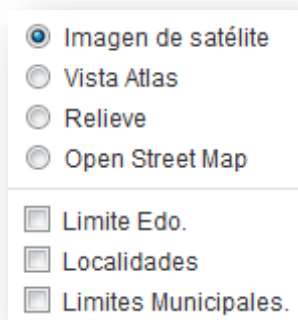 Imagen de satélite
Vista Atlas
Relieve
Open Street Map
Limite Edo.
Localidades
Limites Municipales.